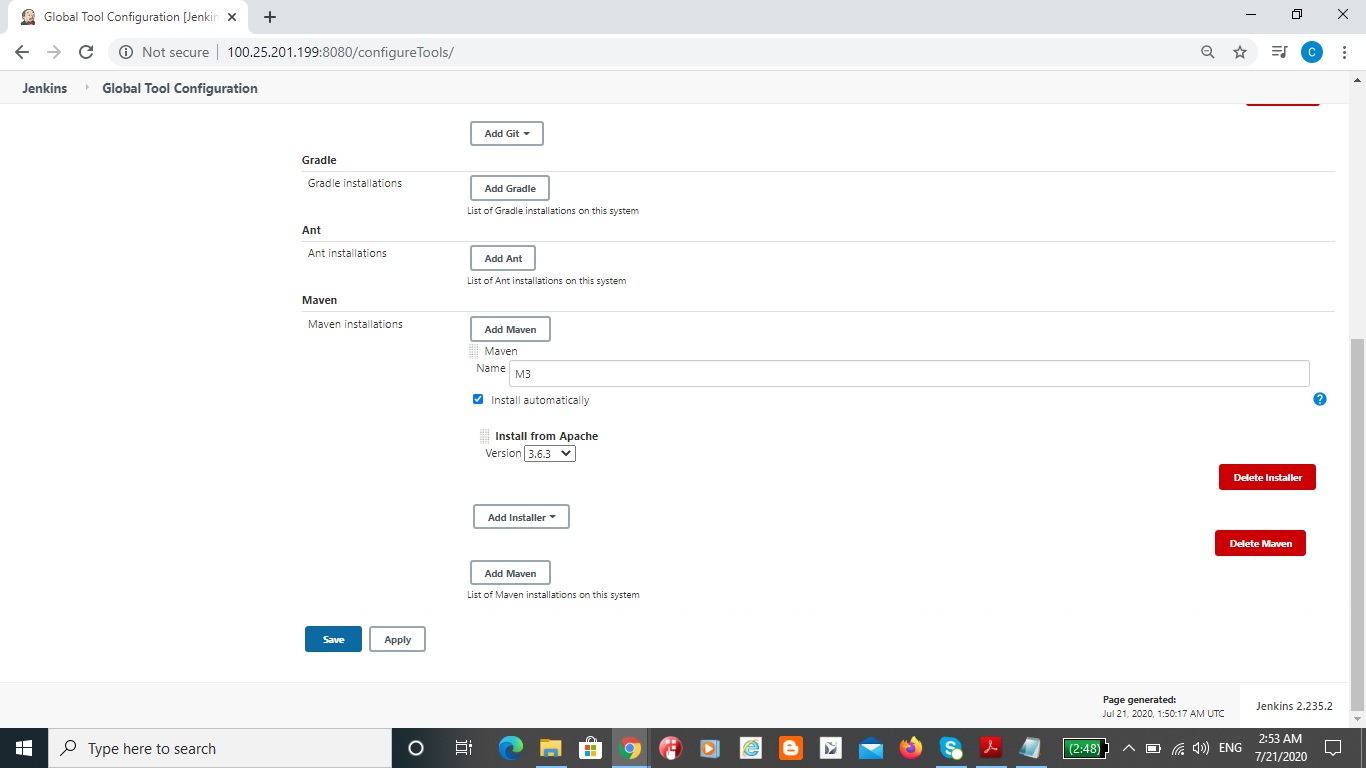 Global Tool Configuration [Jenkin
Not secure
100.25.201.199:8080/configureTools/
C
Jenkins
Global Tool Configuration
Add Git
Gradle
Gradle installations
Add Gradle
List of Gradle installations on this system
Ant
Ant installations
Add Ant
List of Ant installations on this system
Maven
Maven installations
Add Maven
Maven
Name
M3
Install automatically
?
Install from Apache
Version
3.6.3
Delete Installer
Add Installer
Delete Maven
Add Maven
List of Maven installations on this system
Save
Apply
Page generated:
Jul 21, 2020, 1:50:17 AM UTC
Jenkins 2.235.2
Type here to search
(2:48)
ENG
2:53 AM
7/21/2020